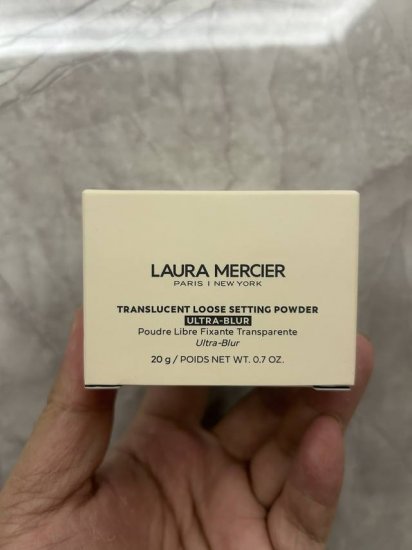 LAURA MERCIER
PARIS | NEW YORK
TRANSLUCENT LOOSE SETTING POWDER
ULTRA-BLUR
Poudre Libre Fixante Transparente
Ultra-Blur
20 g / POIDS NET WT. 0.7 OZ.